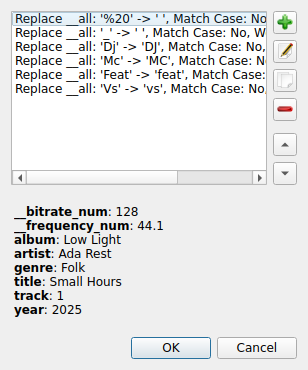 Replace __all: '%20' -> ' ', Match Case: No
Replace __all: '_' -> ' ', Match Case: No, W
Replace __all: 'Dj' -> 'DJ', Match Case: No,
Replace __all: 'Mc' -> 'MC', Match Case: N
Replace __all: 'Feat' -> 'feat', Match Case:
Replace __all: 'Vs' -> 'vs', Match Case: No,
__bitrate_num: 128
__frequency_num: 44.1
album: Low Light
artist: Ada Rest
genre: Folk
title: Small Hours
track: 1
year: 2025
OK
Cancel